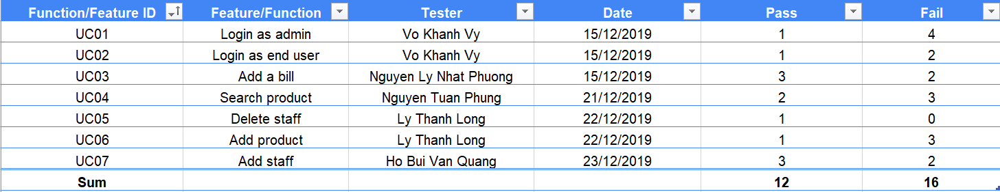 Function/Feature ID Feature/Function Tester Date Pass Fail
UC01 Login as admin Vo Khanh Vy 15/12/2019 1 4
UC02 Login as end user Vo Khanh Vy 15/12/2019 1 2
UC03 Add a bill Nguyen Ly Nhat Phuong 15/12/2019 3 2
UC04 Search product Nguyen Tuan Phung 21/12/2019 2 3
UC05 Delete staff Ly Thanh Long 22/12/2019 1 0
UC06 Add product Ly Thanh Long 22/12/2019 1 3
UC07 Add staff Ho Bui Van Quang 23/12/2019 3 2
Sum 12 16